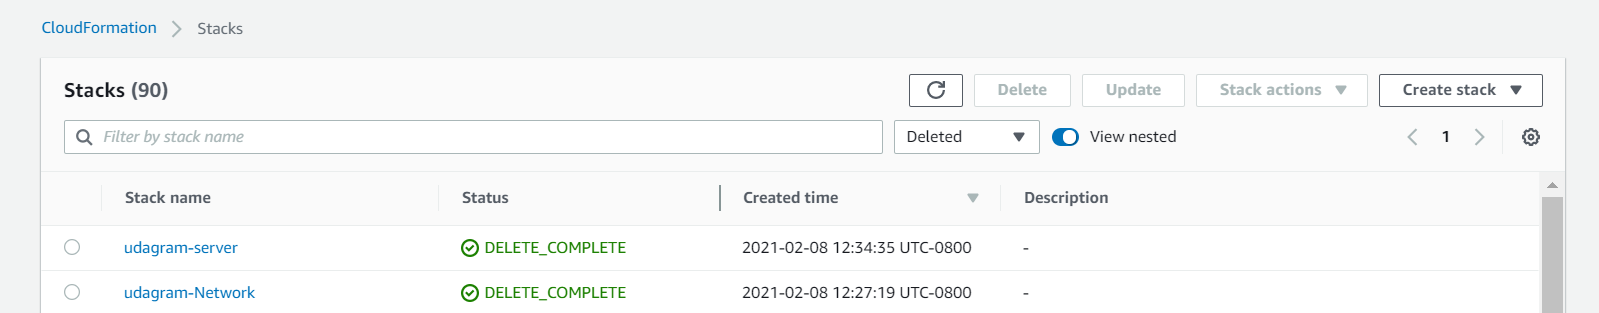 CloudFormation > Stacks
Stacks (90)
Delete
Update
Stack actions
Create stack
Filter by stack name
Deleted
View nested
1
Stack name Status Created time Description
udagram-server DELETE_COMPLETE 2021-02-08 12:34:35 UTC-0800 -
udagram-Network DELETE_COMPLETE 2021-02-08 12:27:19 UTC-0800 -